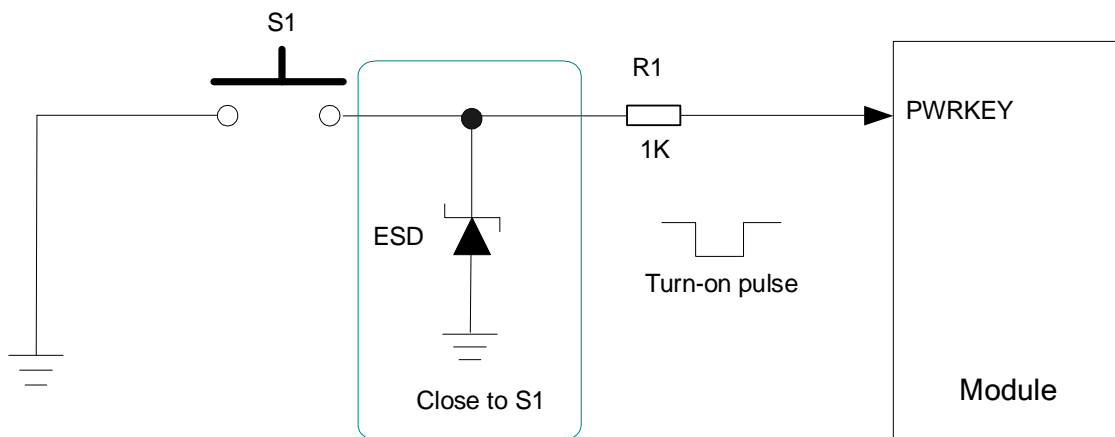 S1
R1
PWRKEY
1K
ESD
Turn-on pulse
Close to S1
Module